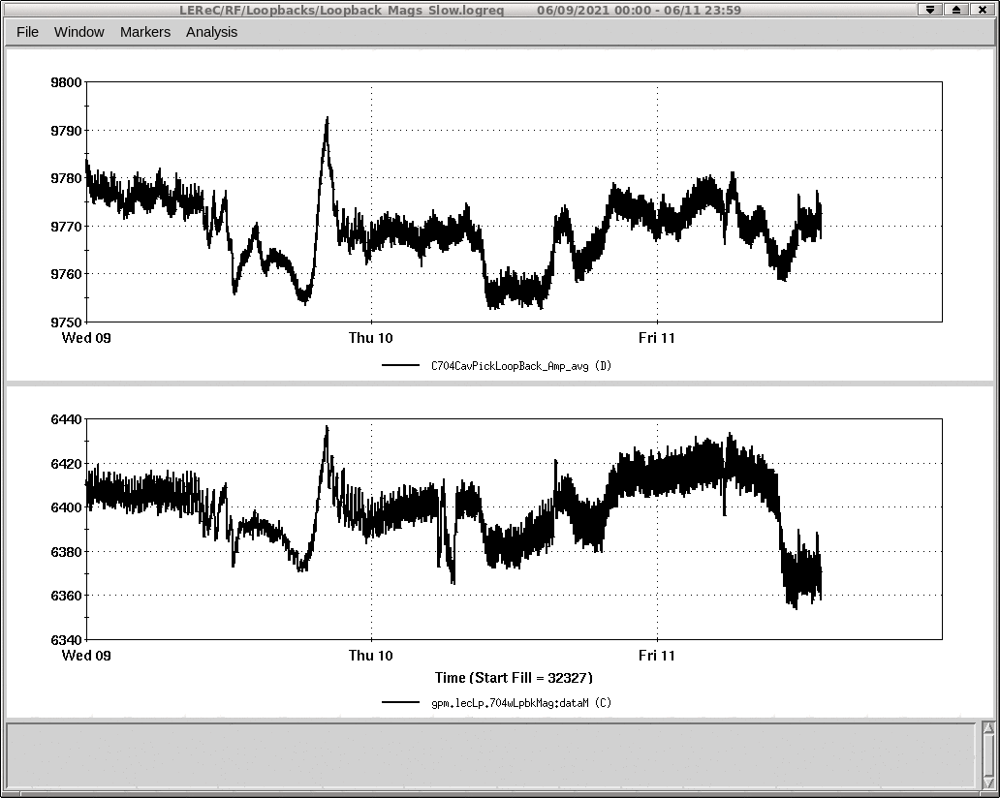 LEReC/RF/Loopbacks/Loopback_Mags_Slow.logreq 06/09/2021 00:00 - 06/11 23:59
File Window Markers Analysis
9800
9790
9780
9770
9760
9750
Wed 09 Thu 10 Fri 11
C704CavPickLoopBack_Amp_avg (D)
6440
6420
6400
6380
6360
6340
Wed 09 Thu 10 Fri 11
Time (Start Fill = 32327)
gpm.lecLp.704wLpbkMag:dataM (C)